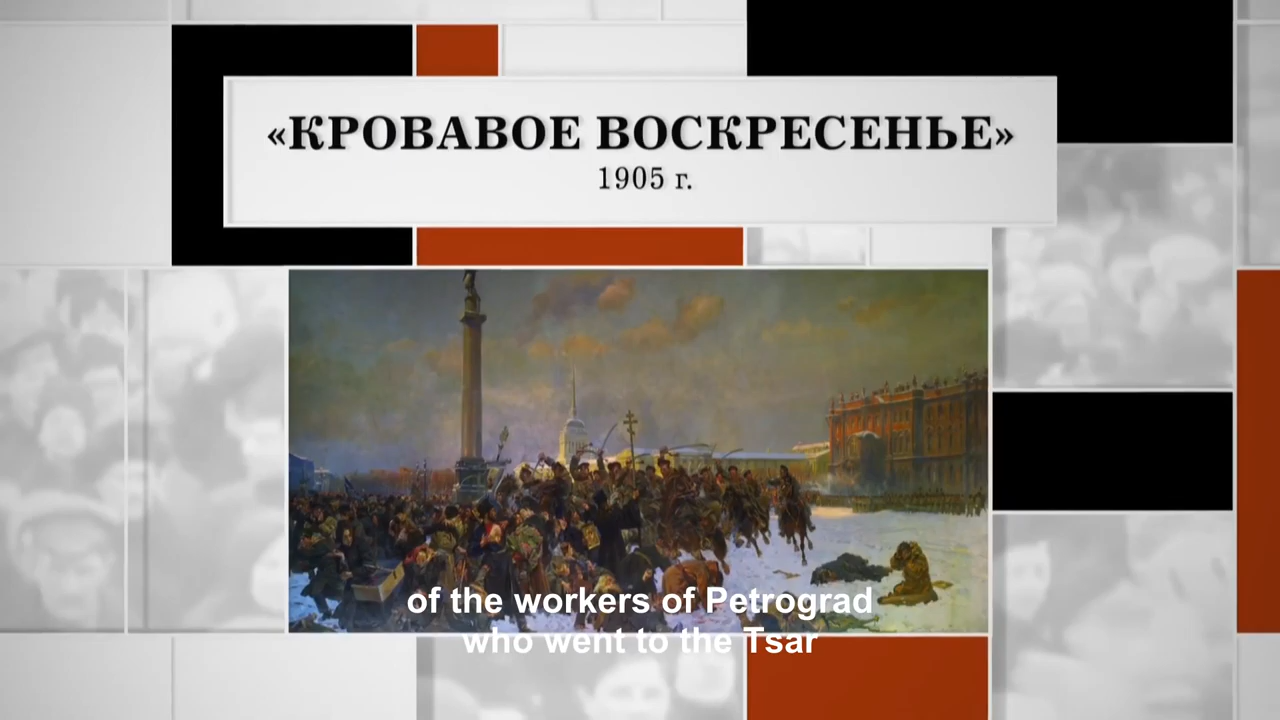 «КРОВАВОЕ ВОСКРЕСЕНЬЕ»
1905 г.
of the workers of Petrograd
who went to the Tsar